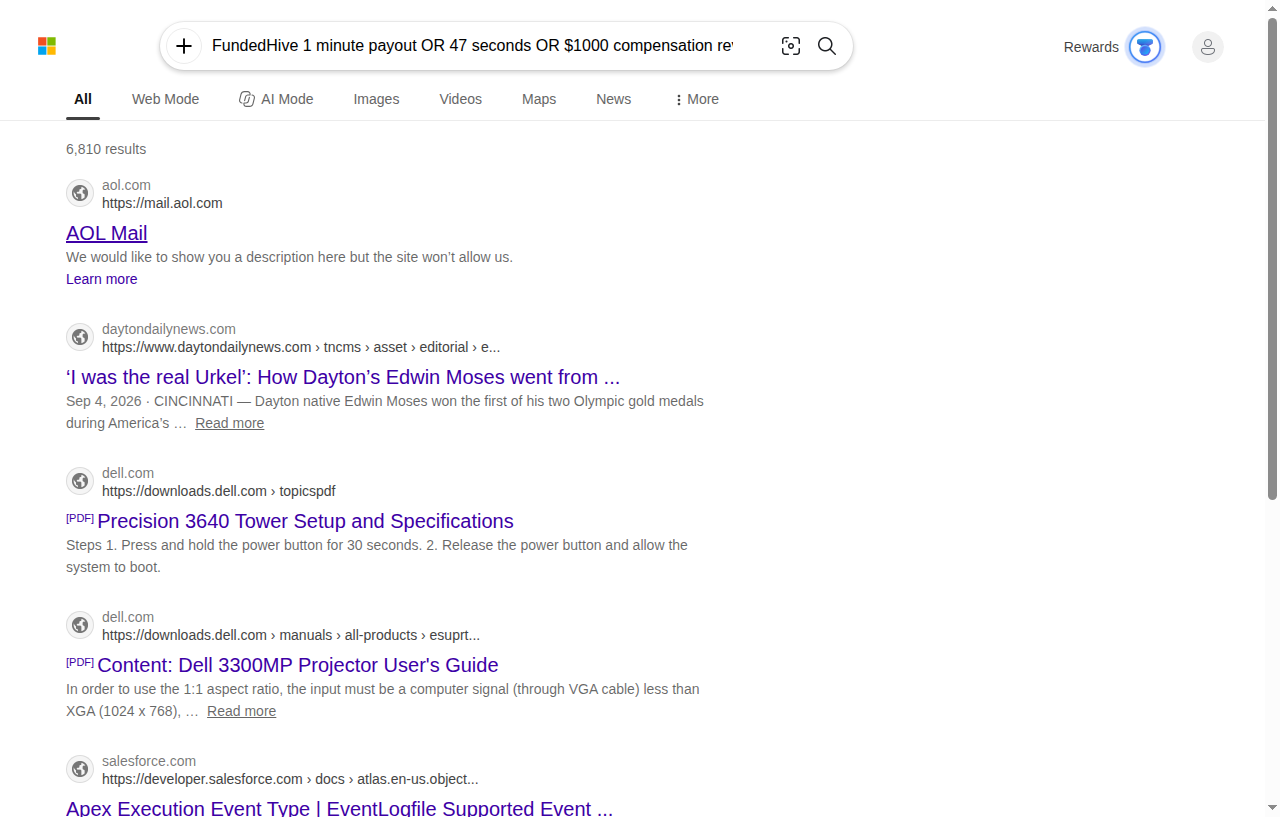 FundedHive 1 minute payout OR 47 seconds OR $1000 compensation
Rewards
All
Web Mode
AI Mode
Images
Videos
Maps
News
More
6,810 results
aol.com
https://mail.aol.com
AOL Mail
We would like to show you a description here but the site won’t allow us.
Learn more
daytondailynews.com
https://www.daytondailynews.com › tncms › asset › editorial › e...
‘I was the real Urkel’: How Dayton’s Edwin Moses went from ...
Sep 4, 2026 · CINCINNATI — Dayton native Edwin Moses won the first of his two Olympic gold medals
during America’s … Read more
dell.com
https://downloads.dell.com › topicspdf
[PDF] Precision 3640 Tower Setup and Specifications
Steps 1. Press and hold the power button for 30 seconds. 2. Release the power button and allow the
system to boot.
dell.com
https://downloads.dell.com › manuals › all-products › esuprt...
[PDF] Content: Dell 3300MP Projector User's Guide
In order to use the 1:1 aspect ratio, the input must be a computer signal (through VGA cable) less than
XGA (1024 x 768), … Read more
salesforce.com
https://developer.salesforce.com › docs › atlas.en-us.object...
Apex Execution Event Type | EventLogfile Supported Event ...